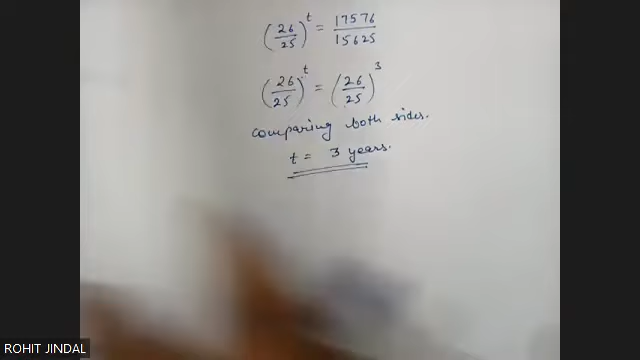 (26/25)^t = 17576/15625
(26/25)^t = (26/25)^3
comparing both sides.
t = 3 years.
ROHIT JINDAL